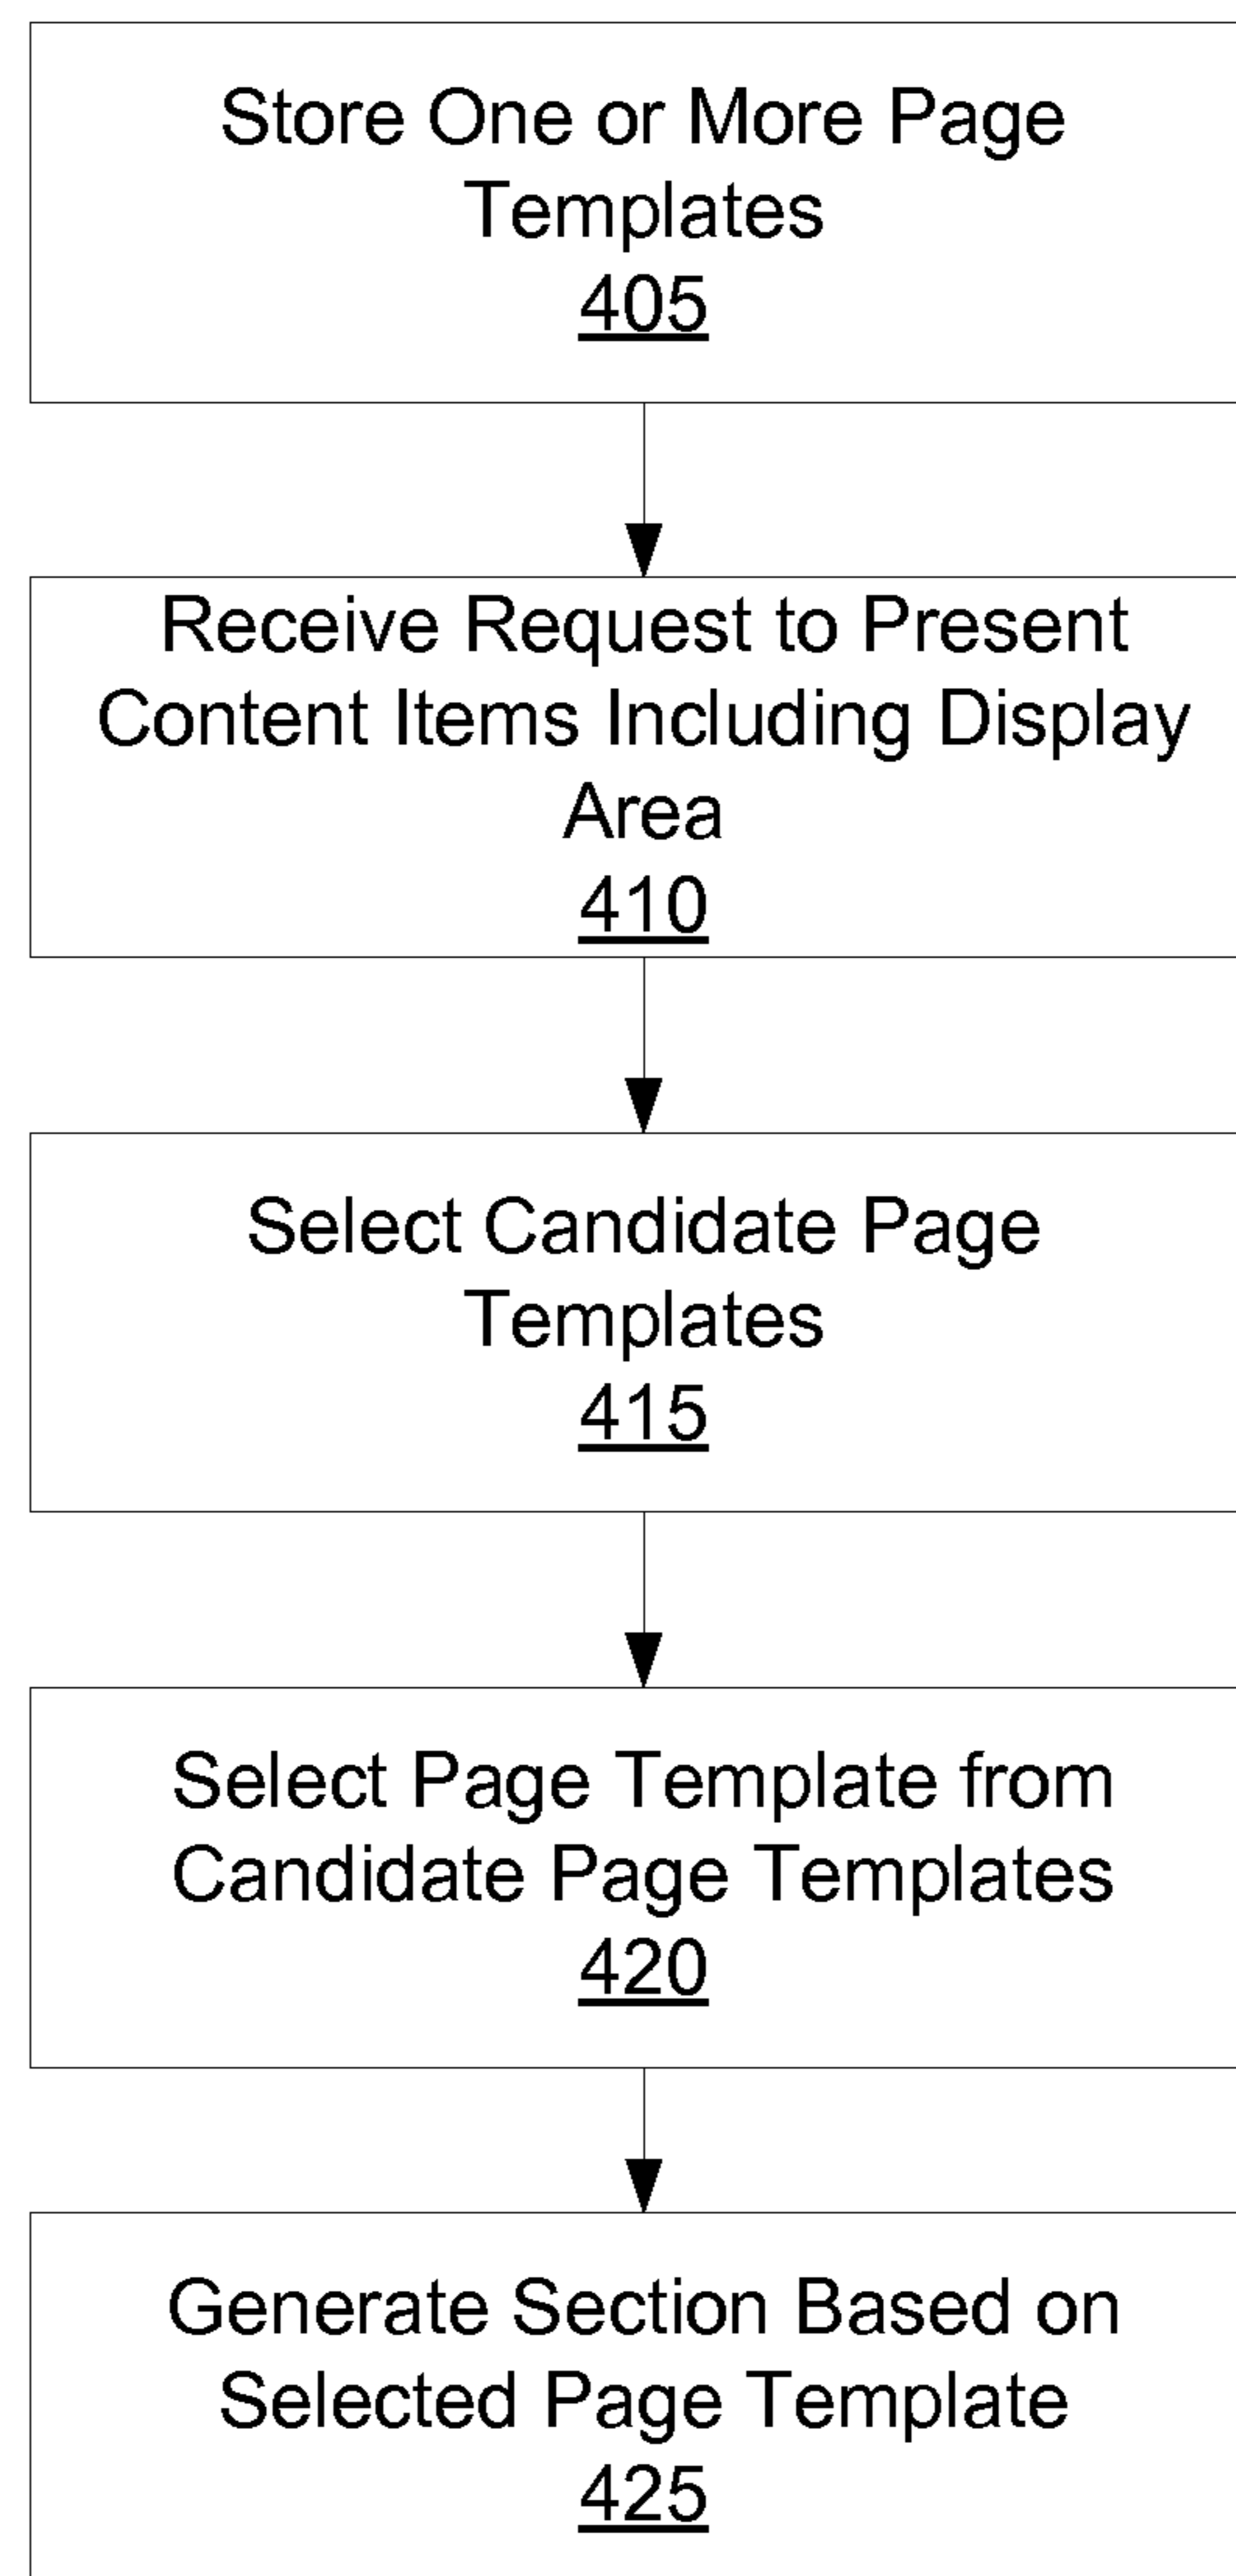 Store One or More Page
Templates
405
Receive Request to Present
Content Items Including Display
Area
410
Select Candidate Page
Templates
415
Select Page Template from
Candidate Page Templates
420
Generate Section Based on
Selected Page Template
425